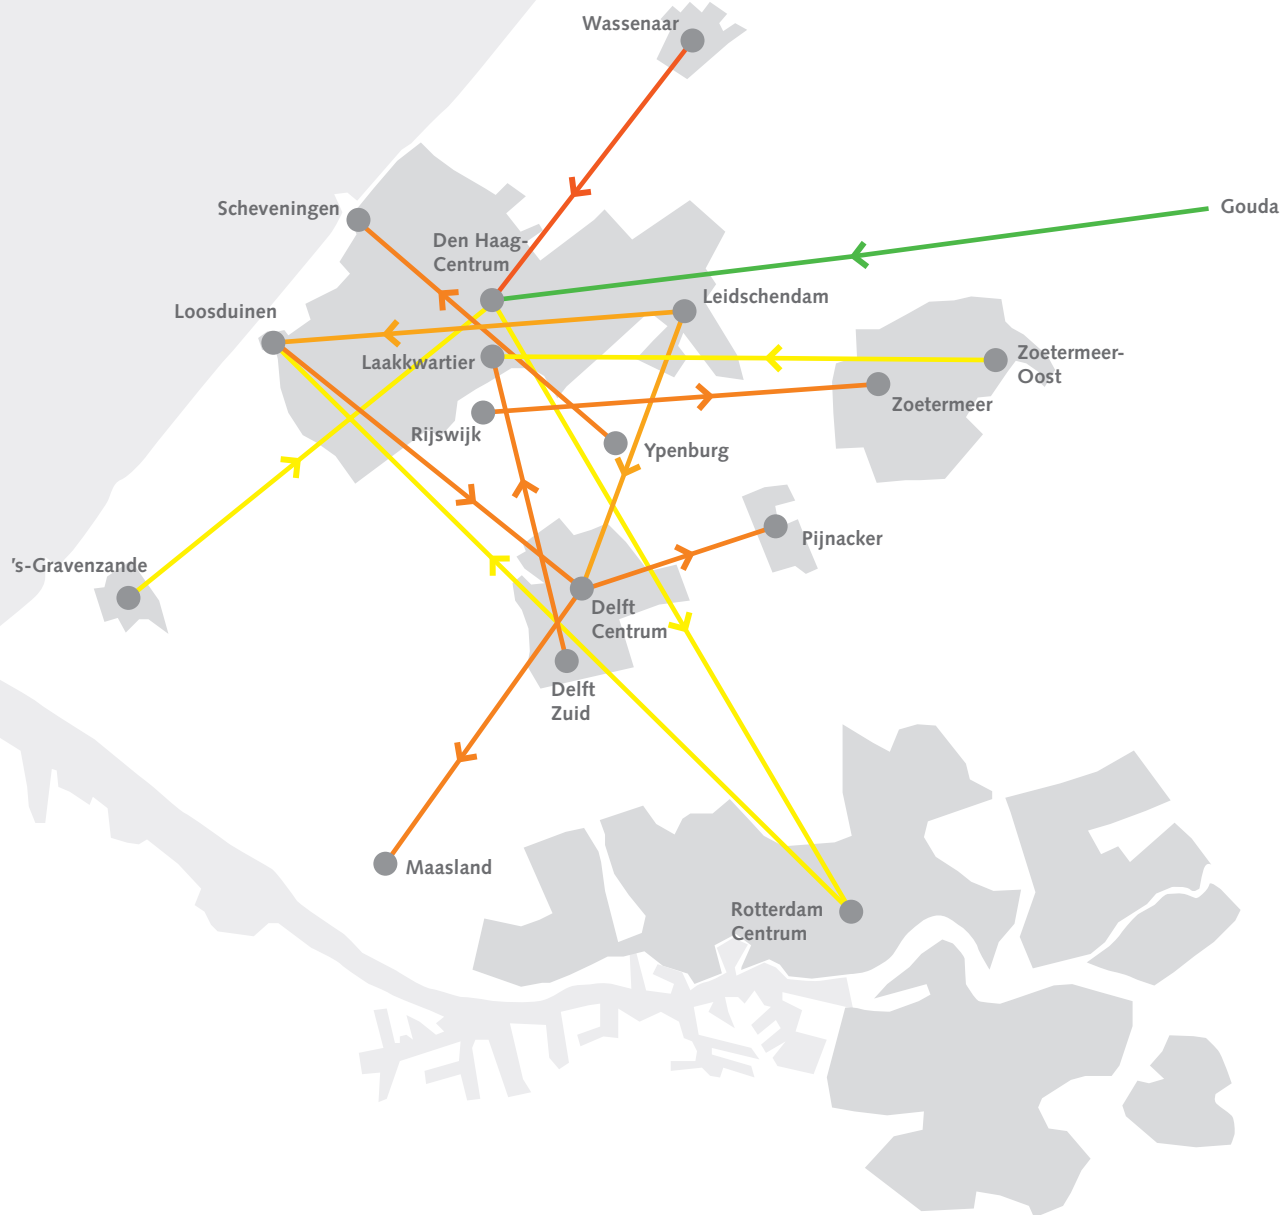 Wassenaar
Scheveningen
Gouda
Den Haag-
Centrum
Leidschendam
Loosduinen
Laakkwartier
Zoetermeer-
Oost
Zoetermeer
Rijswijk
Ypenburg
Pijnacker
’s-Gravenzande
Delft
Centrum
Delft
Zuid
Maasland
Rotterdam
Centrum